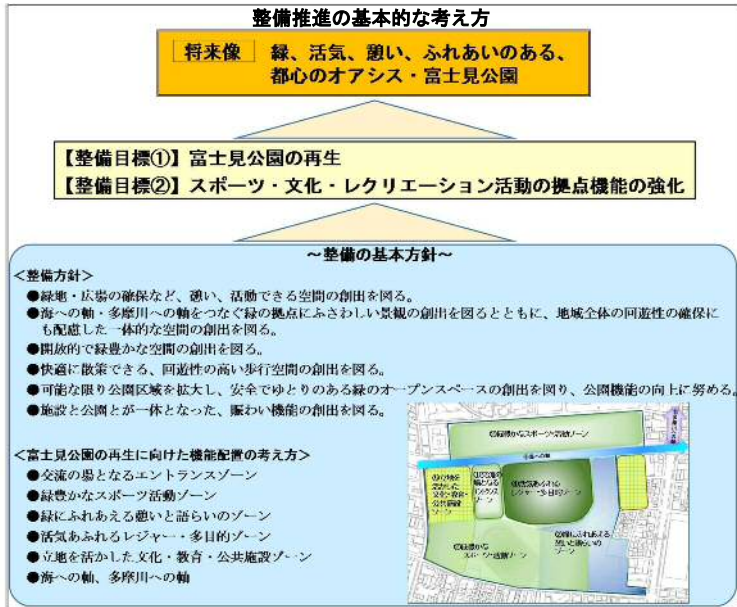 整備推進の基本的な考え方
将来像 緑、活気、憩い、ふれあいのある、
都心のオアシス・富士見公園
【整備目標①】富士見公園の再生
【整備目標②】スポーツ・文化・レクリエーション活動の拠点機能の強化
～整備の基本方針～
＜整備方針＞
●緑地・広場の確保など、憩い、活動できる空間の創出を図る。
●海への軸・多摩川への軸をつなぐ緑の拠点にふさわしい景観の創出を図るとともに、地域全体の回遊性の確保に
も配慮した一体的な空間の創出を図る。
●開放的で緑豊かな空間の創出を図る。
●快適に散策できる、回遊性の高い歩行空間の創出を図る。
●可能な限り公園区域を拡大し、安全でゆとりのある緑のオープンスペースの創出を図り、公園機能の向上に努める。
●施設と公園とが一体となった、賑わい機能の創出を図る。
＜富士見公園の再生に向けた機能配置の考え方＞
●交流の場となるエントランスゾーン
●緑豊かなスポーツ活動ゾーン
●緑にふれあえる憩いと語らいのゾーン
●活気あふれるレジャー・多目的ゾーン
●立地を活かした文化・教育・公共施設ゾーン
●海への軸、多摩川への軸